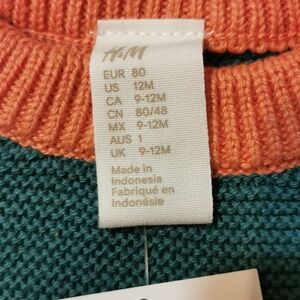 H&M
EUR 80
US 12M
CA 9-12M
CN 80/48
MX 9-12M
AUS 1
UK 9-12M
Made in
Indonesia
Fabriqué en
Indonésie